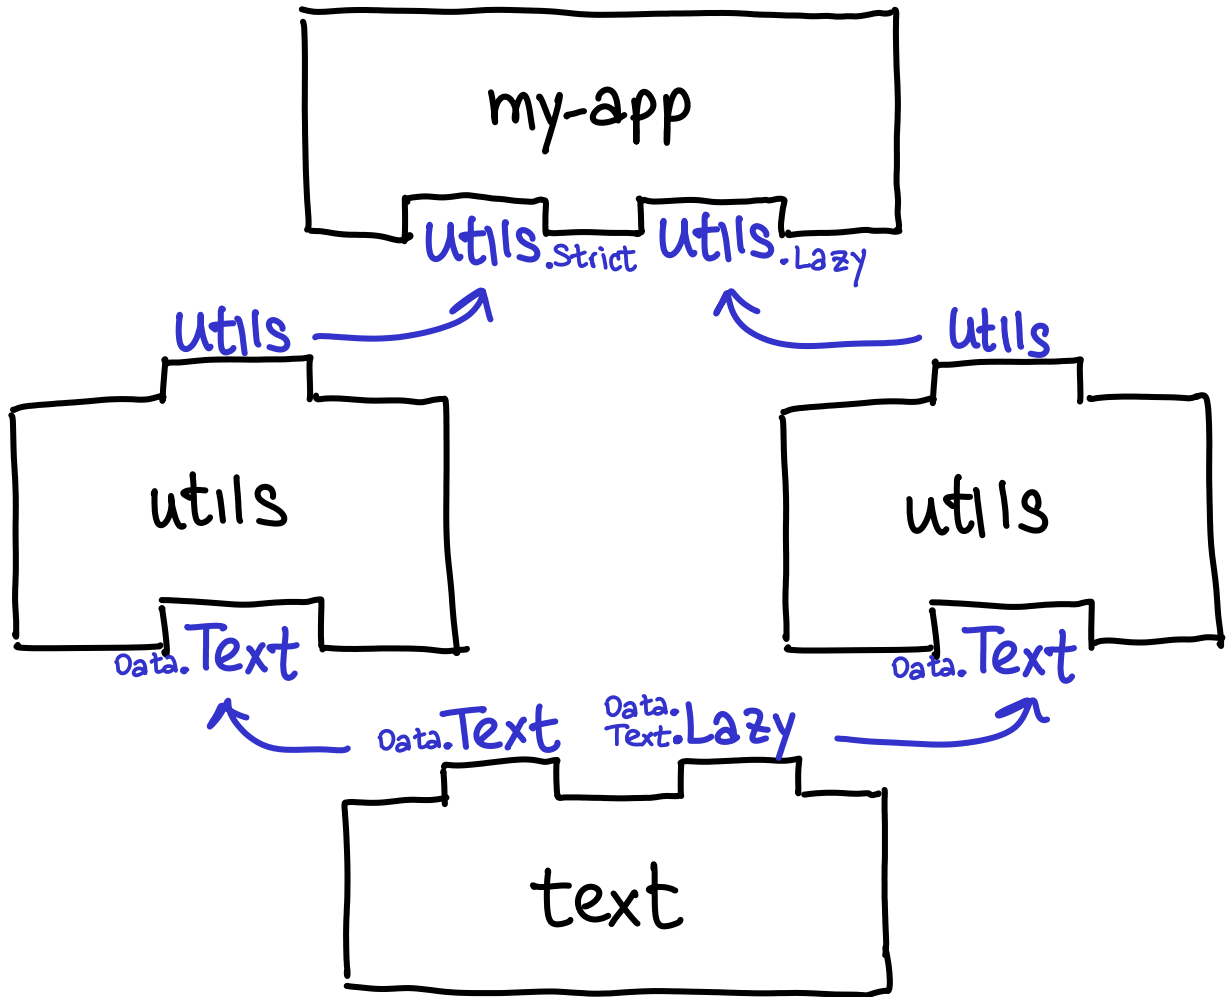 my-app
Utils.Strict Utils.Lazy
Utils
Utils
utils
utils
Data.Text
Data.Text
Data.Text
Data.
Text.Lazy
text